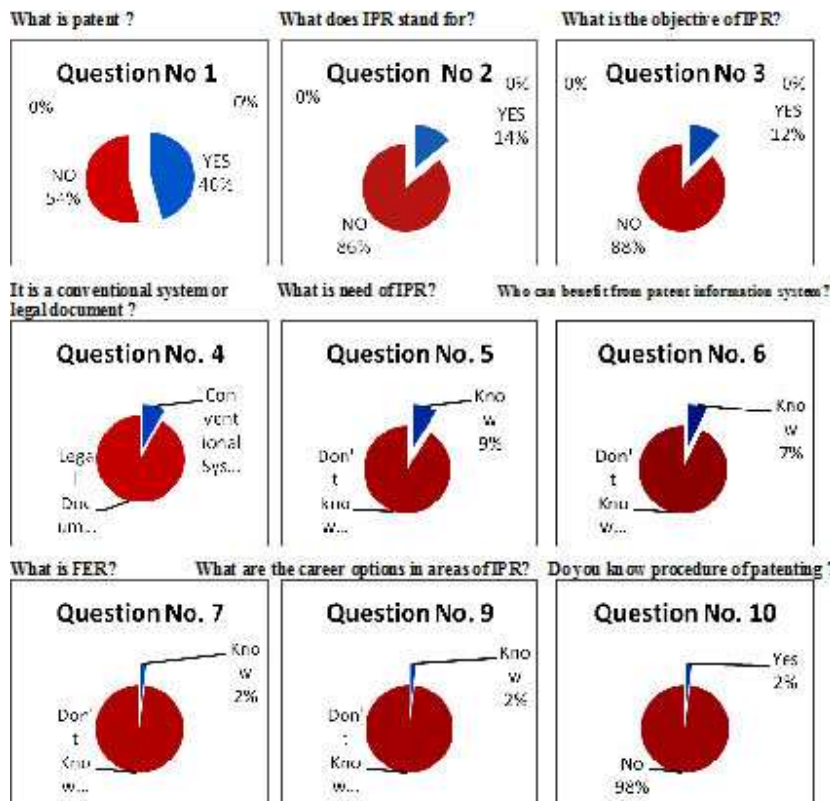 What is patent ?
What does IPR stand for?
What is the objective of IPR?
Question No 1
0%
0%
NO
54%
YES
46%
Question No 2
0%
0%
YES
14%
NO
86%
Question No 3
0%
0%
YES
12%
NO
88%
It is a conventional system or
legal document ?
What is need of IPR?
Who can benefit from patent information system?
Question No. 4
Con
vent
ional
Sys...
Lega
l
Doc
um...
Question No. 5
Kno
w
9%
Don'
t
know...
Question No. 6
Kno
w
7%
Don'
t
Kno
w...
What is FER?
What are the career options in areas of IPR?
Do you know procedure of patenting ?
Question No. 7
Kno
w
2%
Don'
t
Kno
w...
Question No. 9
Kno
w
2%
Don'
t
Kno
w...
Question No. 10
Yes
2%
No
98%